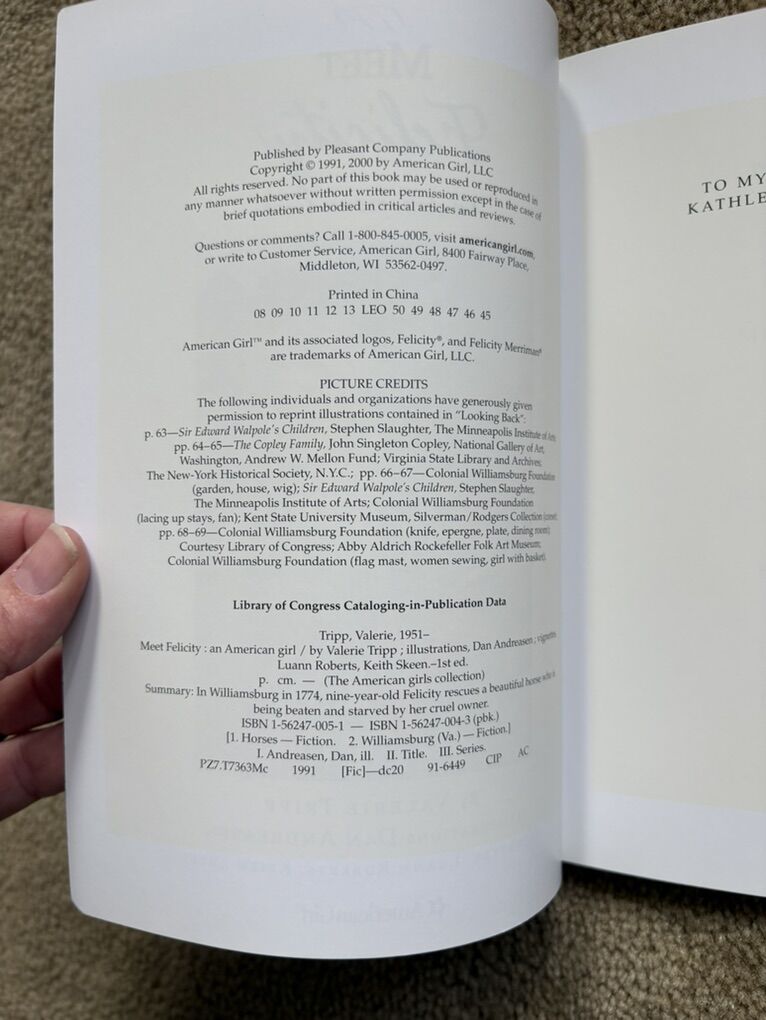 Published by Pleasant Company Publications
Copyright © 1991, 2000 by American Girl, LLC
All rights reserved. No part of this book may be used or reproduced in
any manner whatsoever without written permission except in the case of
brief quotations embodied in critical articles and reviews.
Questions or comments? Call 1-800-845-0005, visit americangirl.com,
or write to Customer Service, American Girl, 8400 Fairway Place,
Middleton, WI 53562-0497.
Printed in China
08 09 10 11 12 13 LEO 50 49 48 47 46 45
American Girl™ and its associated logos, Felicity®, and Felicity Merriman®
are trademarks of American Girl, LLC.
PICTURE CREDITS
The following individuals and organizations have generously given
permission to reprint illustrations contained in "Looking Back":
p. 63—Sir Edward Walpole's Children, Stephen Slaughter, The Minneapolis Institute of Arts;
pp. 64–65—The Copley Family, John Singleton Copley, National Gallery of Art,
Washington, Andrew W. Mellon Fund; Virginia State Library and Archives;
The New-York Historical Society, N.Y.C.; pp. 66–67—Colonial Williamsburg Foundation
(garden, house, wig); Sir Edward Walpole's Children, Stephen Slaughter,
The Minneapolis Institute of Arts; Colonial Williamsburg Foundation
(lacing up stays, fan); Kent State University Museum, Silverman/Rodgers Collection
pp. 68–69—Colonial Williamsburg Foundation (knife, epergne, plate, dining room)
Courtesy Library of Congress; Abby Aldrich Rockefeller Folk Art Museum;
Colonial Williamsburg Foundation (flag mast, women sewing, girl with basket).
Library of Congress Cataloging-in-Publication Data
Tripp, Valerie, 1951–
Meet Felicity : an American girl / by Valerie Tripp ; illustrations, Dan Andreasen ; vignettes
Luann Roberts, Keith Skeen.–1st ed.
p. cm. — (The American girls collection)
Summary: In Williamsburg in 1774, nine-year-old Felicity rescues a beautiful horse who is
being beaten and starved by her cruel owner.
ISBN 1-56247-005-1 — ISBN 1-56247-004-3 (pbk.)
[1. Horses — Fiction. 2. Williamsburg (Va.) — Fiction.]
I. Andreasen, Dan, ill. II. Title. III. Series.
PZ7.T7363Mc 1991 [Fic]—dc20 91-6449 CIP AC
TO MY
KATHLE